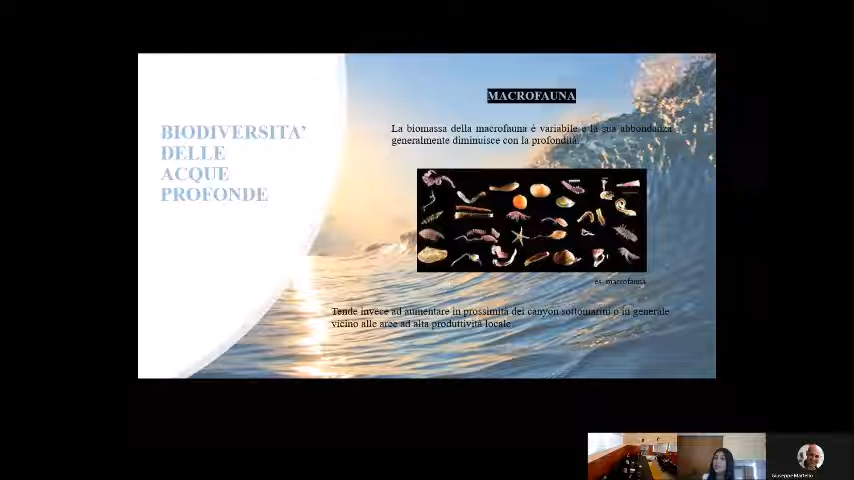 BIODIVERSITA’
DELLE
ACQUE
PROFONDE
MACROFAUNA
La biomassa della macrofauna è variabile e la sua abbondanza
generalmente diminuisce con la profondità.
es. macrofauna
Tende invece ad aumentare in prossimità dei canyon sottomarini o in generale
vicino alle aree ad alta produttività locale.
Giuseppe Martello